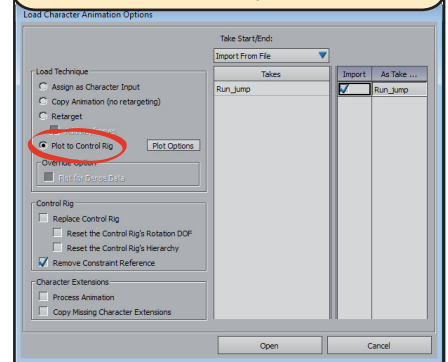 Load Character Animation Options
Take Start/End:
Import From File
Load Technique
Assign as Character Input
Copy Animation (no retargeting)
Retarget
Plot to Control Rig
Plot Options
Override Option
Plot for Dense Data
Control Rig
Replace Control Rig
Reset the Control Rig's Rotation DOF
Reset the Control Rig's Hierarchy
Remove Constraint Reference
Character Extensions
Process Animation
Copy Missing Character Extensions
Takes
Run_jump
Import
As Take ...
Run_jump
Open
Cancel